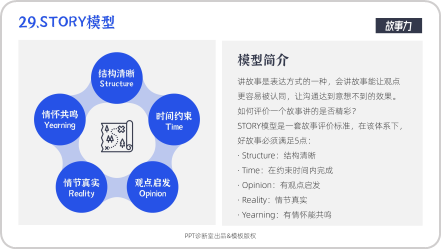 29.STORY模型
故事力
结构清晰
Structure
情怀共鸣
Yearning
时间约束
Time
情节真实
Reality
观点启发
Opinion
模型简介
讲故事是表达方式的一种，会讲故事能让观点
更容易被认同，让沟通达到意想不到的效果。
如何评价一个故事讲的是否精彩？
STORY模型是一套故事评价标准，在该体系下，
好故事必须满足5点：
· Structure：结构清晰
· Time：在约束时间内完成
· Opinion：有观点启发
· Reality：情节真实
· Yearning：有情怀能共鸣
PPT诊断室出品&模板版权